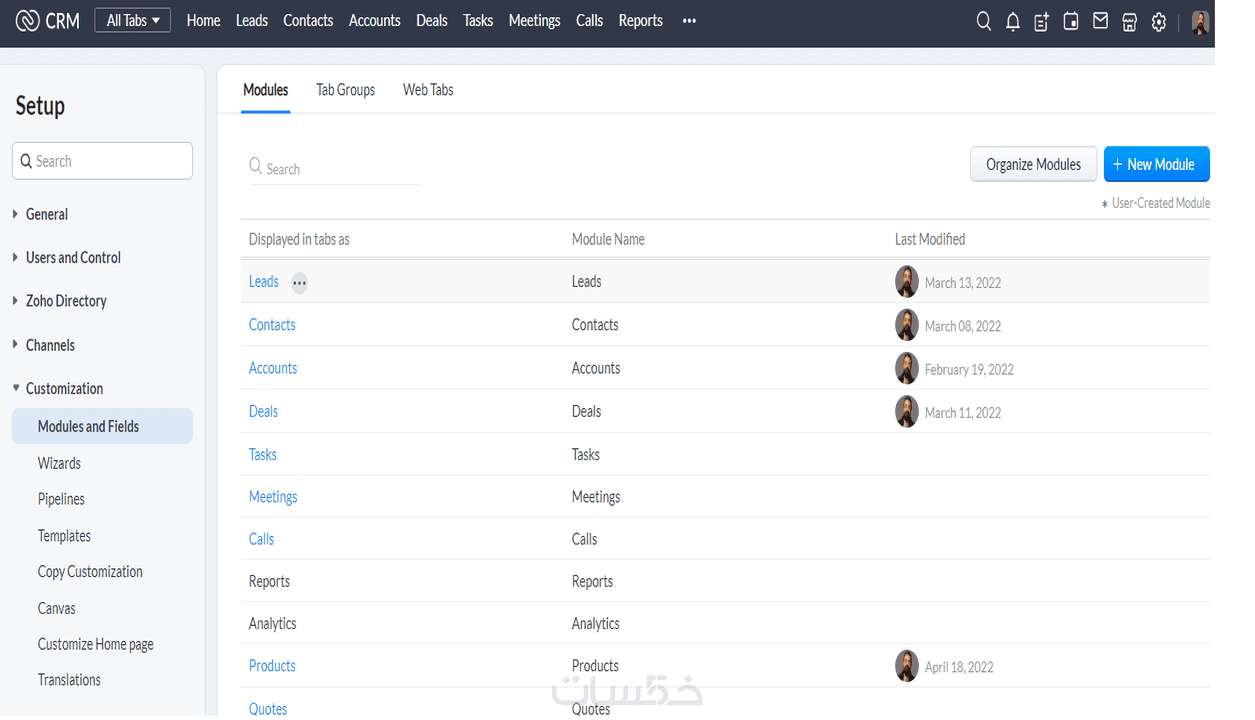 CRM All Tabs Home Leads Contacts Accounts Deals Tasks Meetings Calls Reports •••
Setup
Search
General
Users and Control
Zoho Directory
Channels
Customization
Modules and Fields
Wizards
Pipelines
Templates
Copy Customization
Canvas
Customize Home page
Translations
Modules Tab Groups Web Tabs
Search
Organize Modules + New Module
* User-Created Module
Displayed in tabs as Module Name Last Modified
Leads ••• Leads March 13, 2022
Contacts Contacts March 08, 2022
Accounts Accounts February 19, 2022
Deals Deals March 11, 2022
Tasks Tasks
Meetings Meetings
Calls Calls
Reports Reports
Analytics Analytics
Products Products April 18, 2022
خمسات
Quotes Quotes